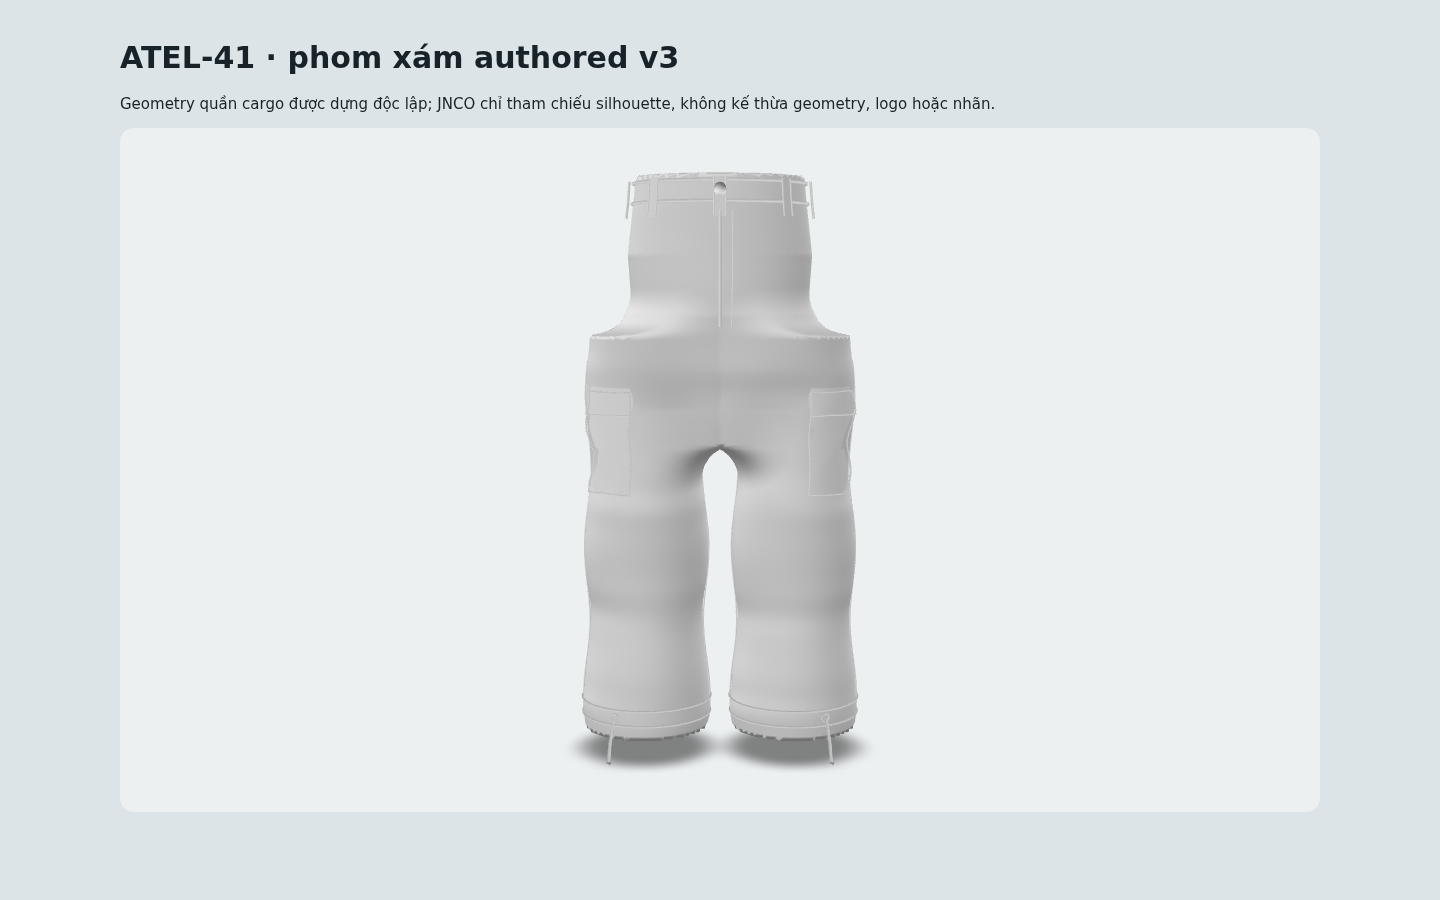 ATEL-41 · phom xám authored v3
Geometry quần cargo được dựng độc lập; JNCO chỉ tham chiếu silhouette, không kế thừa geometry, logo hoặc nhãn.